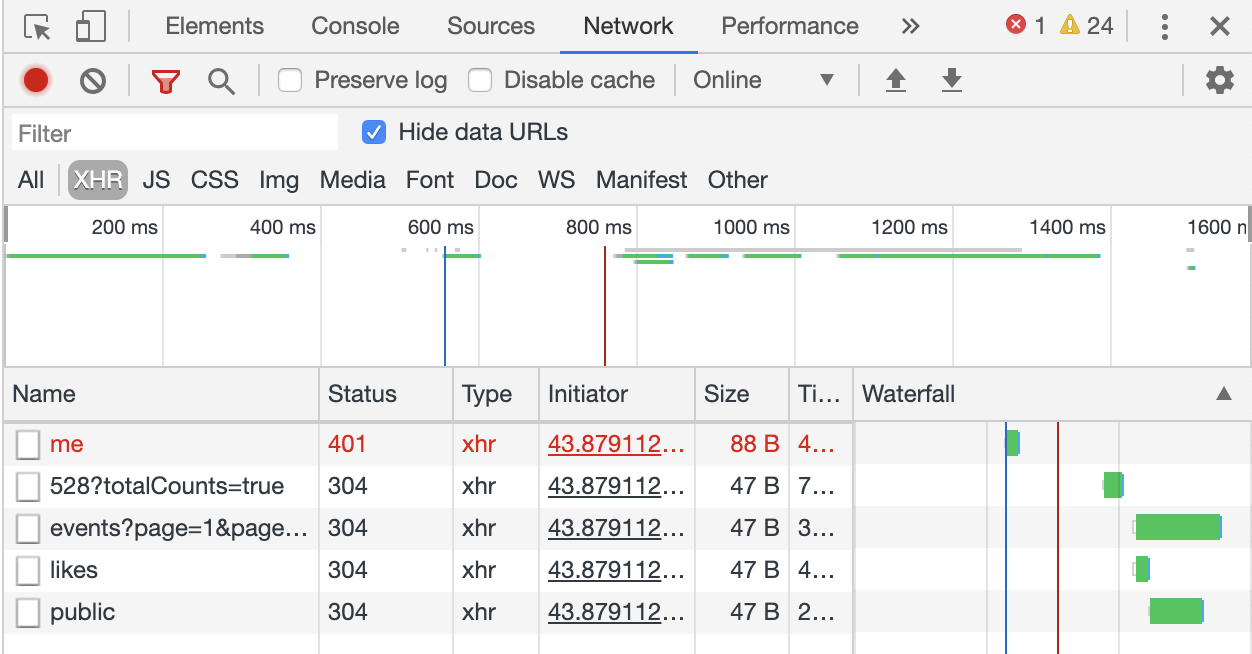 Elements Console Sources Network Performance » 1 24
Preserve log Disable cache Online
Filter Hide data URLs
All XHR JS CSS Img Media Font Doc WS Manifest Other
200 ms 400 ms 600 ms 800 ms 1000 ms 1200 ms 1400 ms 1600 n
Name Status Type Initiator Size Ti... Waterfall
me 401 xhr 43.879112... 88 B 4...
528?totalCounts=true 304 xhr 43.879112... 47 B 7...
events?page=1&page... 304 xhr 43.879112... 47 B 3...
likes 304 xhr 43.879112... 47 B 4...
public 304 xhr 43.879112... 47 B 2...